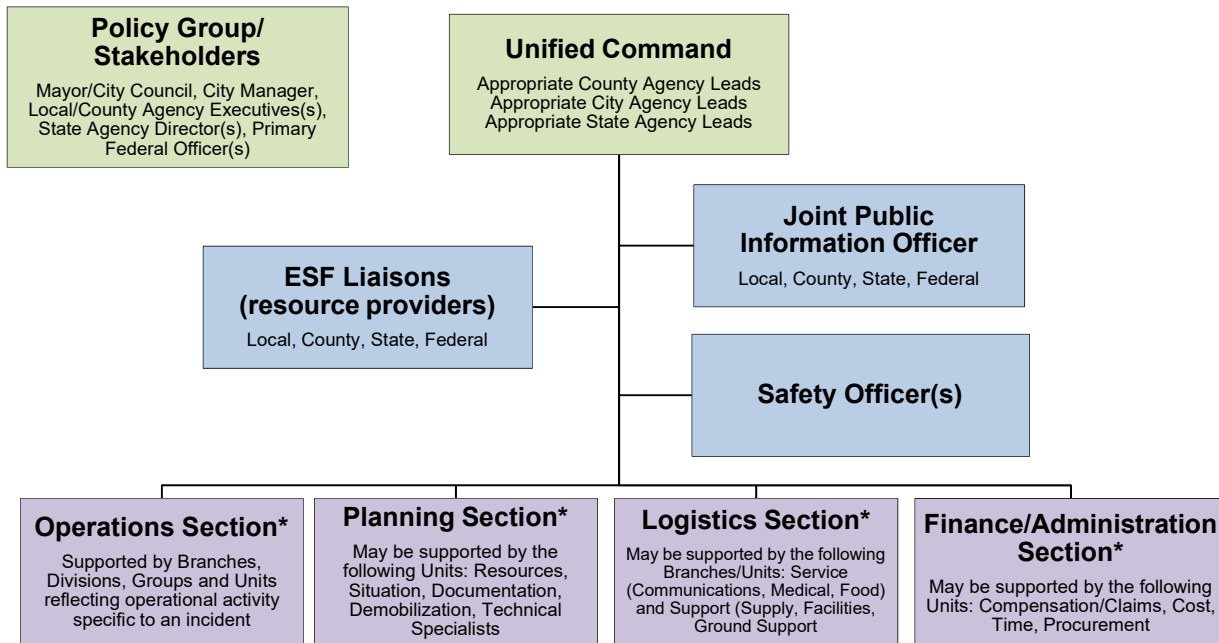 Policy Group/
Stakeholders
Mayor/City Council, City Manager,
Local/County Agency Executives(s),
State Agency Director(s), Primary
Federal Officer(s)
Unified Command
Appropriate County Agency Leads
Appropriate City Agency Leads
Appropriate State Agency Leads
Joint Public
Information Officer
Local, County, State, Federal
ESF Liaisons
(resource providers)
Local, County, State, Federal
Safety Officer(s)
Operations Section*
Supported by Branches,
Divisions, Groups and Units
reflecting operational activity
specific to an incident
Planning Section*
May be supported by the
following Units: Resources,
Situation, Documentation,
Demobilization, Technical
Specialists
Logistics Section*
May be supported by the following
Branches/Units: Service
(Communications, Medical, Food)
and Support (Supply, Facilities,
Ground Support
Finance/Administration
Section*
May be supported by the following
Units: Compensation/Claims, Cost,
Time, Procurement